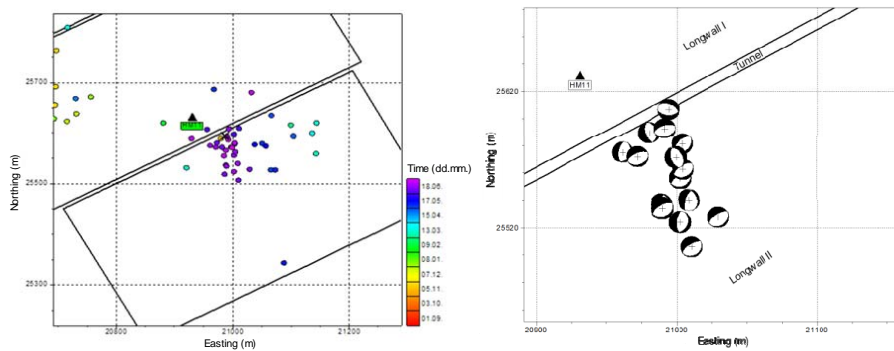 25700
25500
25300
Northing (m)
HM11
20800
21000
21200
Easting (m)
Time (dd.mm.)
18.06.
17.05.
15.04.
13.03.
09.02.
08.01.
07.12.
05.11.
03.10.
01.09.
25620
25520
Northing (m)
HM11
Longwall I
Tunnel
Longwall II
20900
21000
21100
Easting (m)